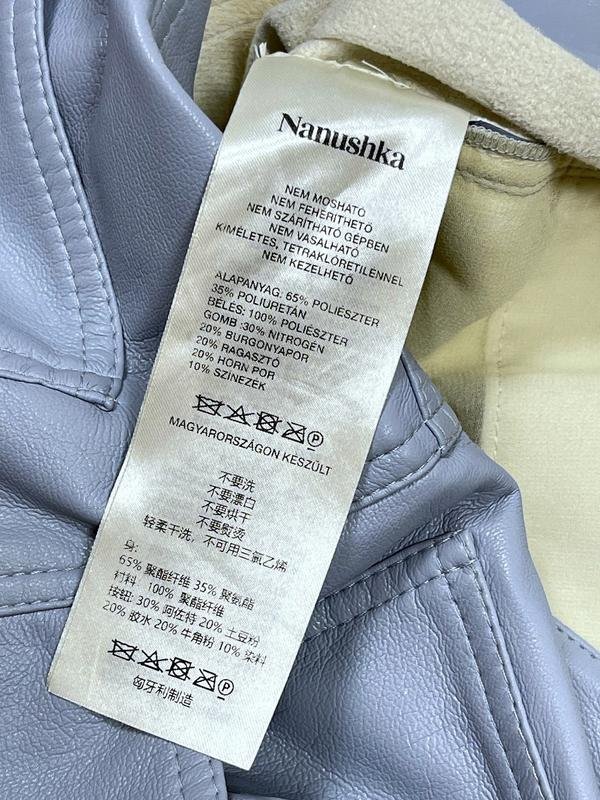 Nanushka
NEM MOSHATÓ
NEM FEHÉRÍTHETŐ
NEM SZÁRÍTHATÓ GÉPBEN
NEM VASALHATÓ
KIMÉLETES, TETRAKLÓRETILÉNNEL
NEM KEZELHETŐ
ALAPANYAG: 65% POLIÉSZTER
35% POLIURETÁN
BÉLÉS: 100% POLIÉSZTER
GOMB :30% NITROGÉN
20% BURGONYAPOR
20% RAGASZTÓ
20% HORN POR
10% SZÍNEZÉK
P
MAGYARORSZÁGON KÉSZÜLT
不要洗
不要漂白
不要烘干
不要熨烫
轻柔干洗，不可用三氯乙烯
身:
65% 聚酯纤维 35% 聚氨酯
衬料: 100% 聚酯纤维
按钮: 30% 阿佐特 20% 土豆粉
20% 胶水 20% 牛角粉 10% 染料
P
匈牙利制造